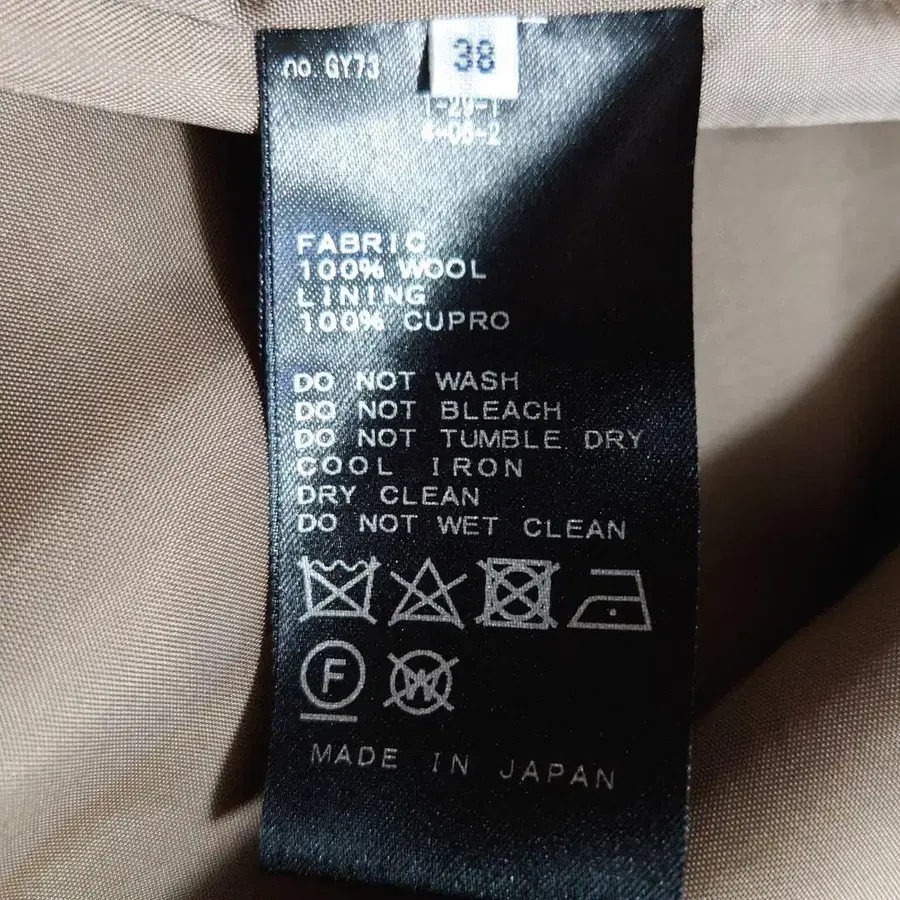 no GY73
38
FABRIC
100% WOOL
LINING
100% CUPRO
DO NOT WASH
DO NOT BLEACH
DO NOT TUMBLE DRY
COOL IRON
DRY CLEAN
DO NOT WET CLEAN
F W
MADE IN JAPAN